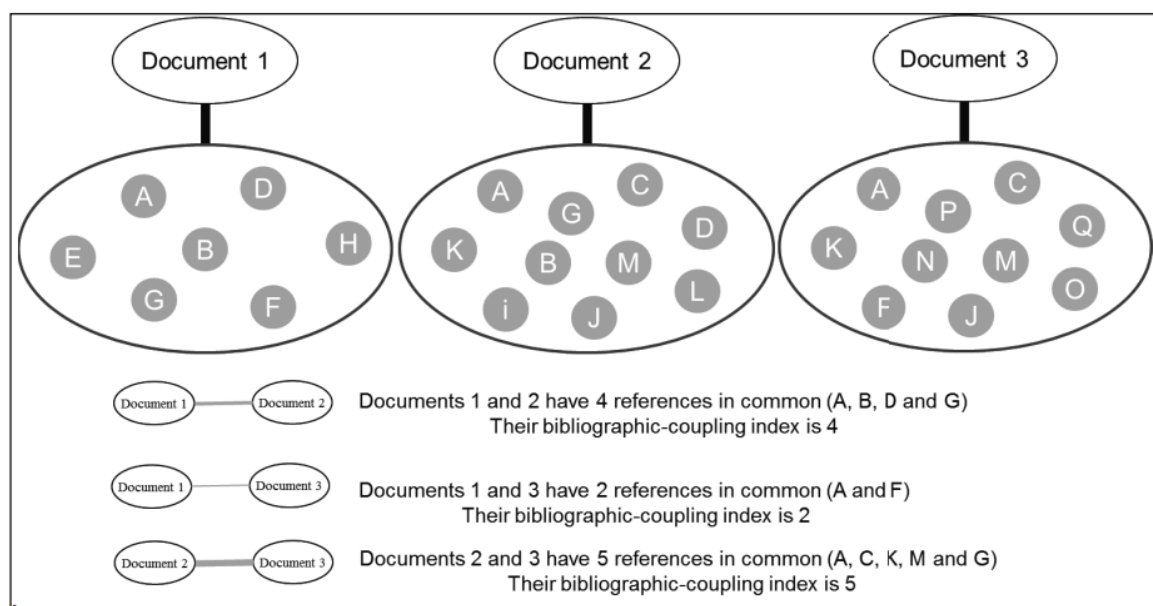 Document 1
Document 2
Document 3
A
D
E
B
H
G
F
A
C
G
D
K
B
M
L
i
J
A
C
P
Q
K
N
M
O
F
J
Document 1
Document 2
Documents 1 and 2 have 4 references in common (A, B, D and G)
Their bibliographic-coupling index is 4
Document 1
Document 3
Documents 1 and 3 have 2 references in common (A and F)
Their bibliographic-coupling index is 2
Document 2
Document 3
Documents 2 and 3 have 5 references in common (A, C, K, M and G)
Their bibliographic-coupling index is 5